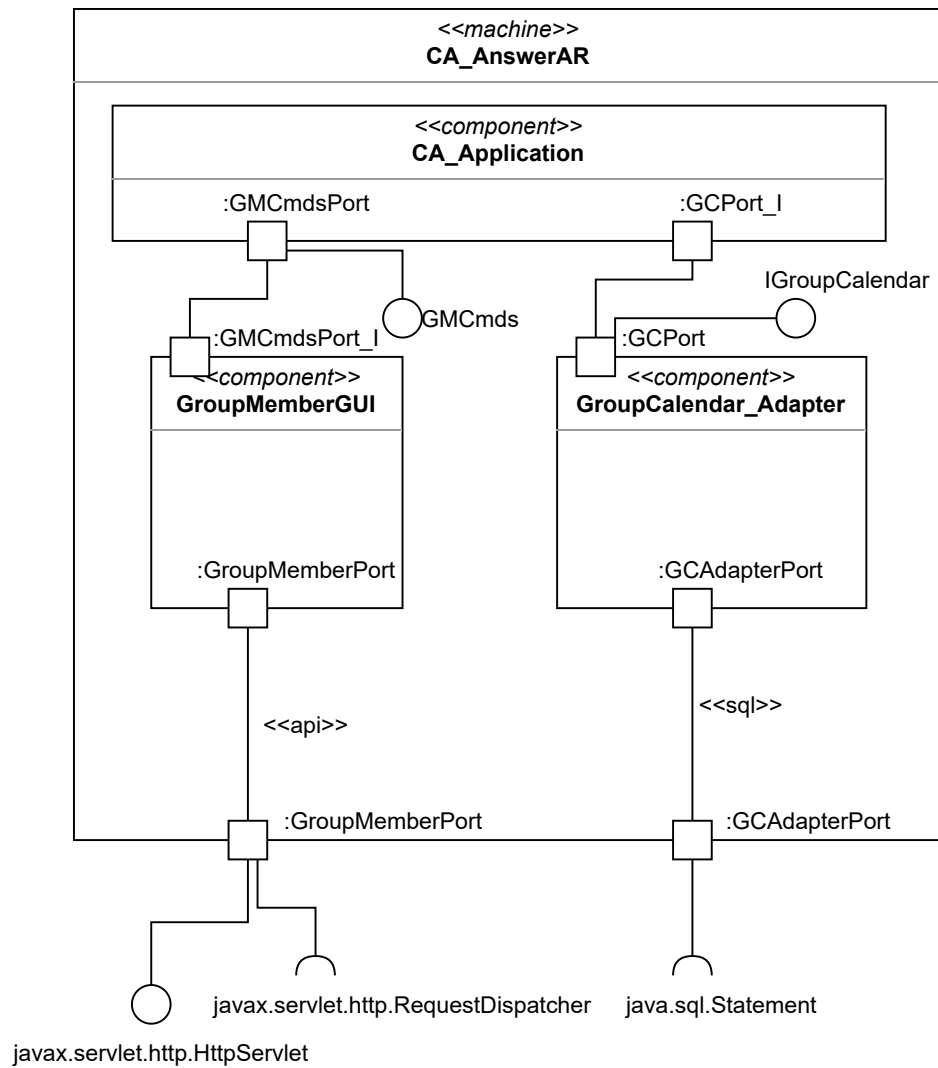 <<machine>>
CA_AnswerAR
<<component>>
CA_Application
:GMCmdsPort
:GCPort_I
IGroupCalendar
GMCmds
:GMCmdsPort_I
:GCPort
<<component>>
GroupMemberGUI
<<component>>
GroupCalendar_Adapter
:GroupMemberPort
:GCAdapterPort
<<api>>
<<sql>>
:GroupMemberPort
:GCAdapterPort
javax.servlet.http.RequestDispatcher
java.sql.Statement
javax.servlet.http.HttpServlet